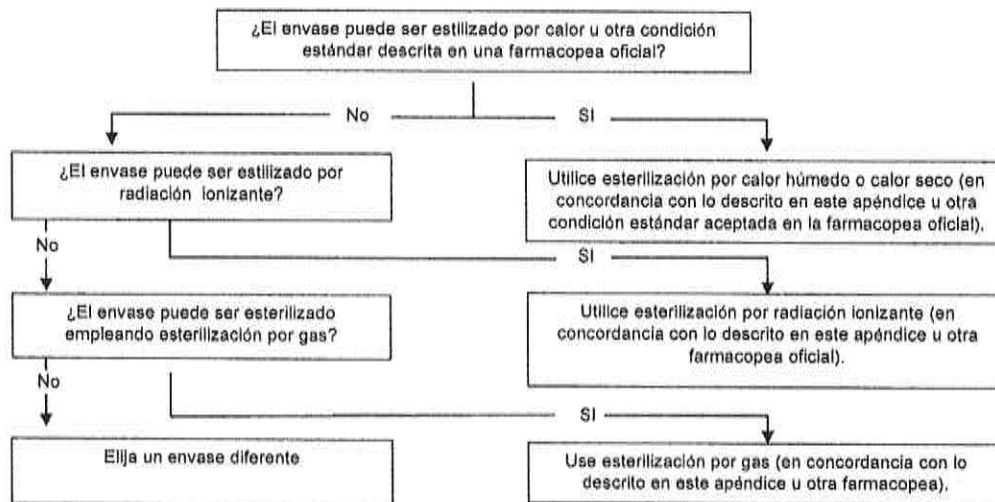 ¿El envase puede ser estilizado por calor u otra condición
estándar descrita en una farmacopea oficial?
No
SI
¿El envase puede ser estilizado por
radiación ionizante?
Utilice esterilización por calor húmedo o calor seco (en
concordancia con lo descrito en este apéndice u otra
condición estándar aceptada en la farmacopea oficial).
No
SI
¿El envase puede ser esterilizado
empleando esterilización por gas?
Utilice esterilización por radiación ionizante (en
concordancia con lo descrito en este apéndice u otra
farmacopea oficial).
No
SI
Elija un envase diferente
Use esterilización por gas (en concordancia con lo
descrito en este apéndice u otra farmacopea).